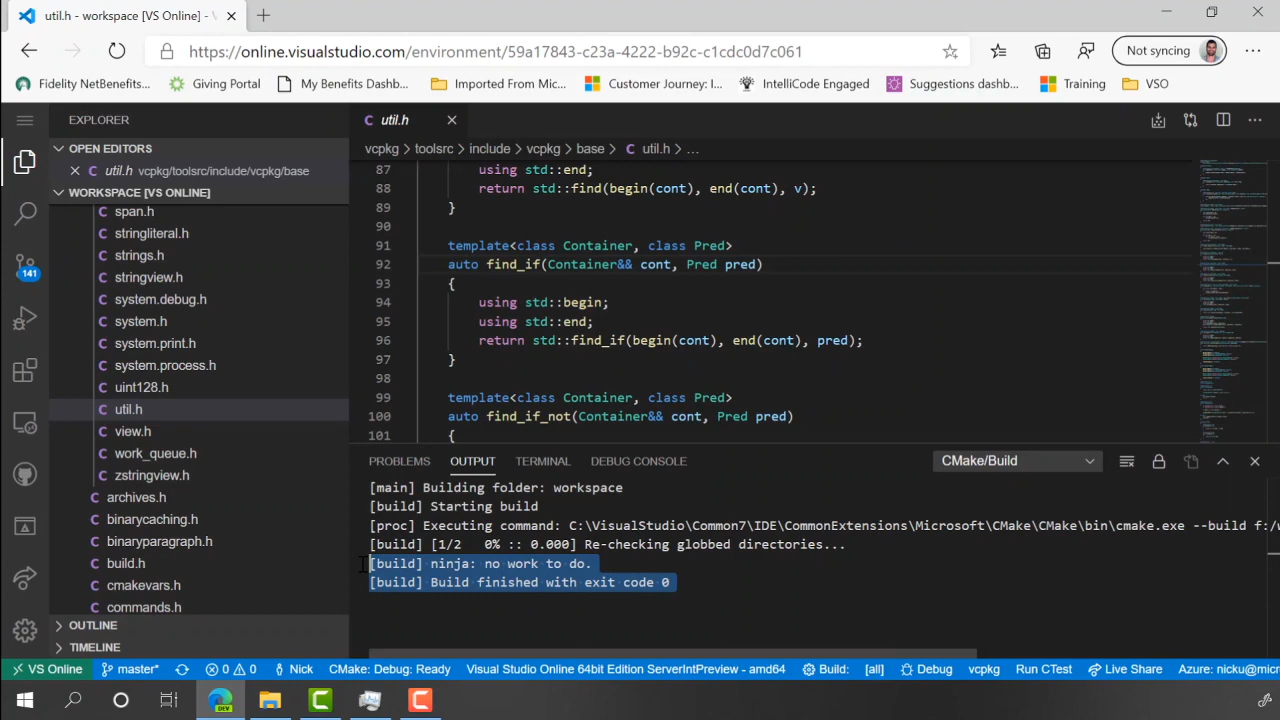 util.h - workspace [VS Online] - V
https://online.visualstudio.com/environment/59a17843-c23a-4222-b92c-c1cdc0d7c061
Not syncing
Fidelity NetBenefits...
Giving Portal
My Benefits Dashb...
Imported From Mic...
Customer Journey: I...
IntelliCode Engaged
Suggestions dashb...
Training
VSO
EXPLORER
OPEN EDITORS
util.h vcpkg/toolsrc/include/vcpkg/base
WORKSPACE [VS ONLINE]
span.h
stringliteral.h
strings.h
stringview.h
system.debug.h
system.h
system.print.h
system.process.h
uint128.h
util.h
view.h
work_queue.h
zstringview.h
archives.h
binarycaching.h
binaryparagraph.h
build.h
cmakevars.h
commands.h
OUTLINE
TIMELINE
141
util.h
vcpkg > toolsrc > include > vcpkg > base > util.h > ...
87 using std::end;
88 return std::find(begin(cont), end(cont), v);
89 }
90
91 template<class Container, class Pred>
92 auto find_if(Container&& cont, Pred pred)
93 {
94 using std::begin;
95 using std::end;
96 return std::find_if(begin(cont), end(cont), pred);
97 }
98
99 template<class Container, class Pred>
100 auto find_if_not(Container&& cont, Pred pred)
101 {
PROBLEMS OUTPUT TERMINAL DEBUG CONSOLE CMake/Build
[main] Building folder: workspace
[build] Starting build
[proc] Executing command: C:\VisualStudio\Common7\IDE\CommonExtensions\Microsoft\CMake\CMake\bin\cmake.exe --build f:/w
[build] [1/2 0% :: 0.000] Re-checking globbed directories...
[build] ninja: no work to do.
[build] Build finished with exit code 0
VS Online master* 0 0 Nick CMake: Debug: Ready Visual Studio Online 64bit Edition ServerIntPreview - amd64 Build: [all] Debug vcpkg Run CTest Live Share Azure: nicku@micr
DEV